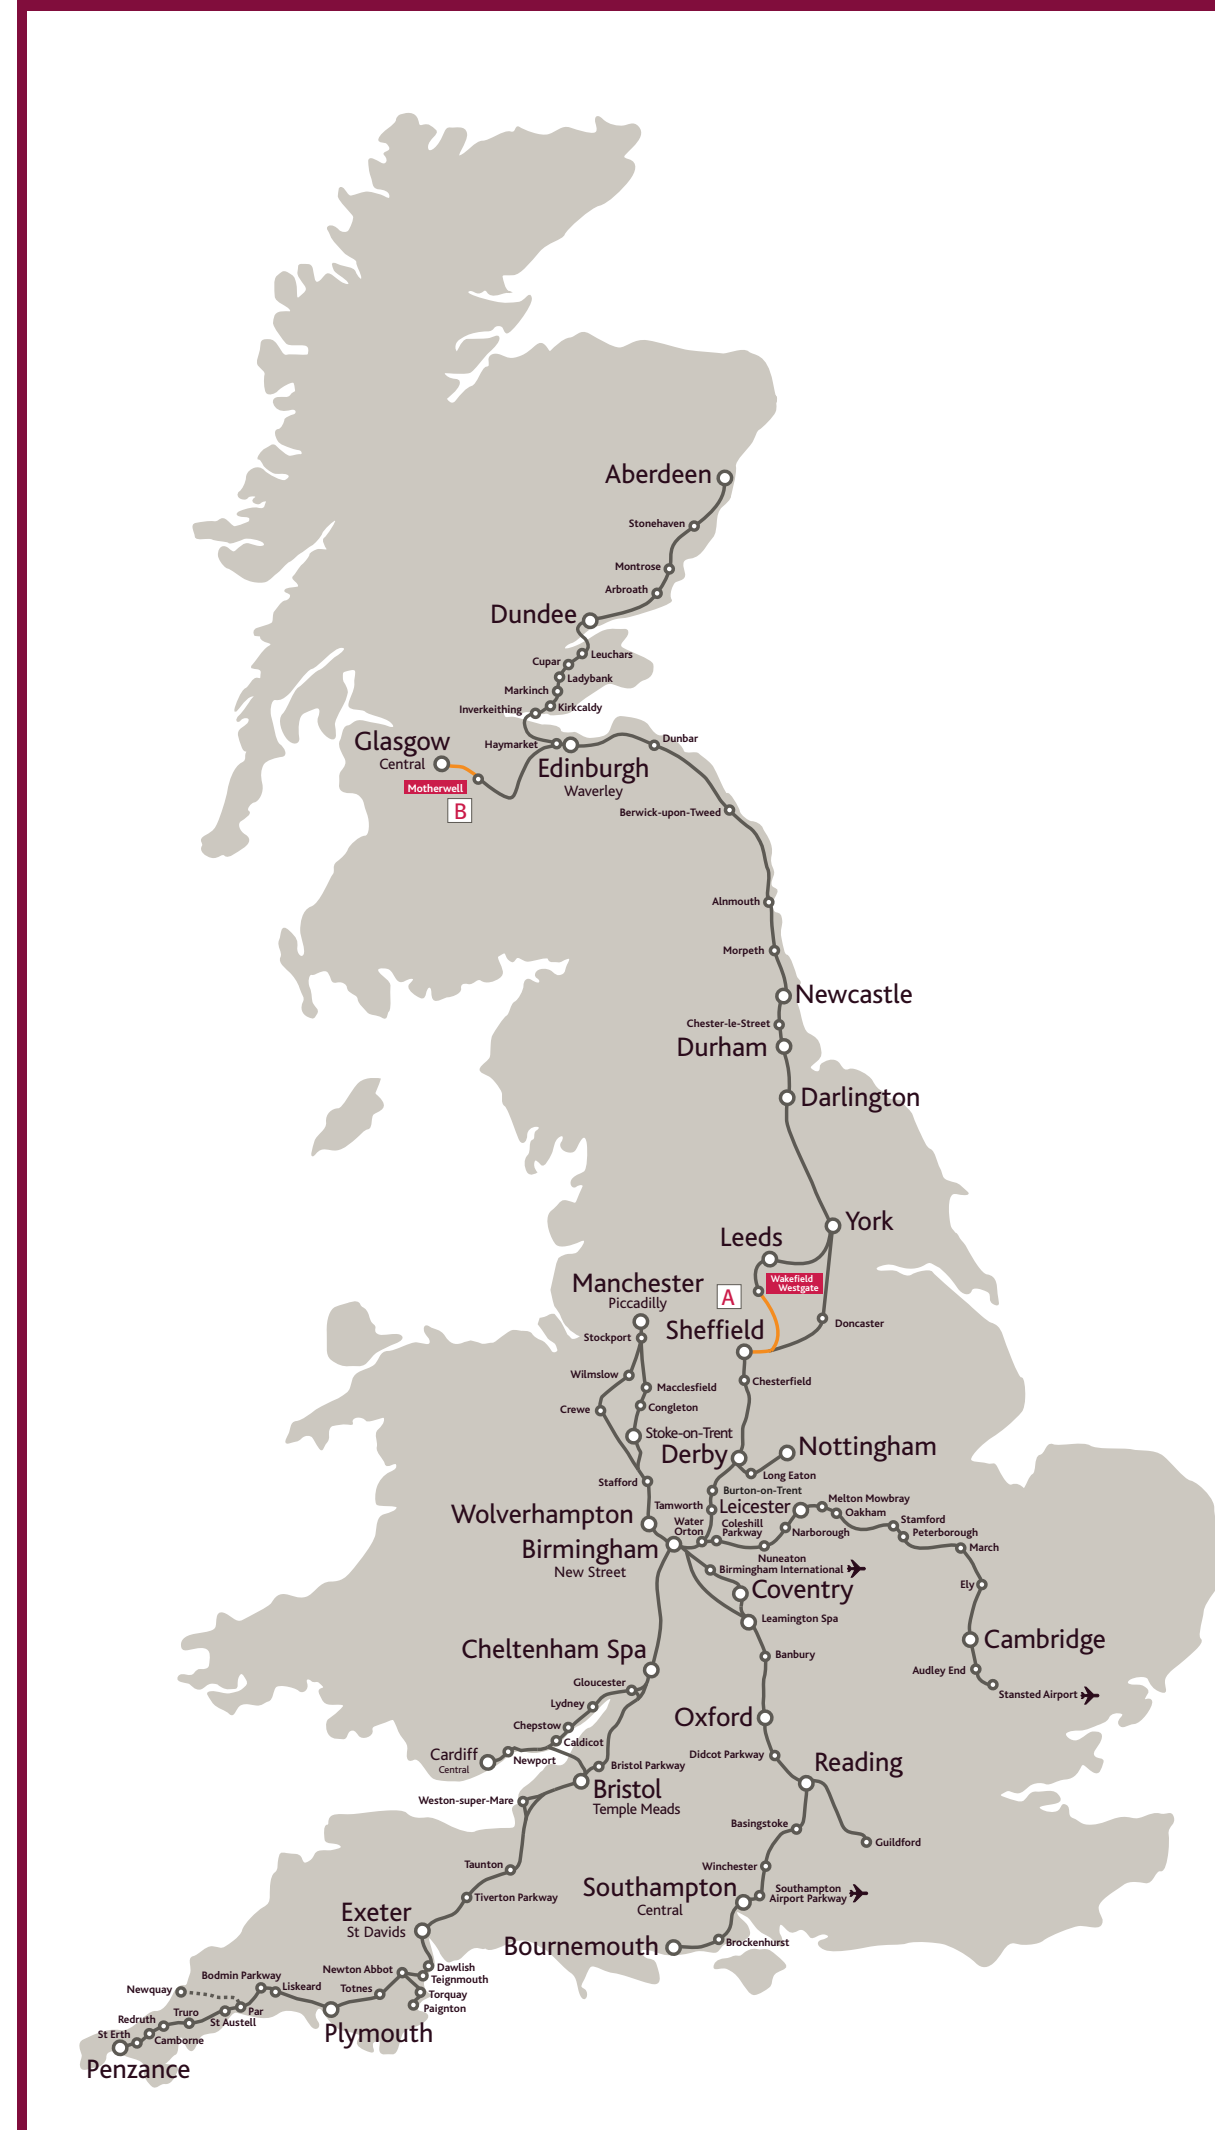 Aberdeen
Stonehaven
Montrose
Arbroath
Dundee
Leuchars
Cupar
Ladybank
Markinch
Kirkcaldy
Inverkeithing
Glasgow
Central
Haymarket
Dunbar
Edinburgh
Waverley
Motherwell
B
Berwick-upon-Tweed
Alnmouth
Morpeth
Newcastle
Chester-le-Street
Durham
Darlington
York
Leeds
Wakefield
Westgate
A
Manchester
Piccadilly
Doncaster
Sheffield
Stockport
Wilmslow
Chesterfield
Macclesfield
Crewe
Congleton
Stoke-on-Trent
Nottingham
Derby
Long Eaton
Stafford
Burton-on-Trent
Melton Mowbray
Tamworth
Leicester
Oakham
Wolverhampton
Stamford
Water
Orton
Coleshill
Parkway
Narborough
Peterborough
March
Birmingham
New Street
Nuneaton
Birmingham International
Ely
Coventry
Leamington Spa
Cambridge
Cheltenham Spa
Banbury
Audley End
Gloucester
Stansted Airport
Lydney
Oxford
Chepstow
Caldicot
Cardiff
Central
Newport
Didcot Parkway
Reading
Bristol Parkway
Bristol
Temple Meads
Weston-super-Mare
Basingstoke
Guildford
Taunton
Winchester
Southampton
Central
Southampton
Airport Parkway
Tiverton Parkway
Exeter
St Davids
Bournemouth
Brockenhurst
Dawlish
Newton Abbot
Teignmouth
Bodmin Parkway
Liskeard
Totnes
Newquay
Torquay
Paignton
Par
Truro
Redruth
St Austell
Plymouth
St Erth
Camborne
Penzance